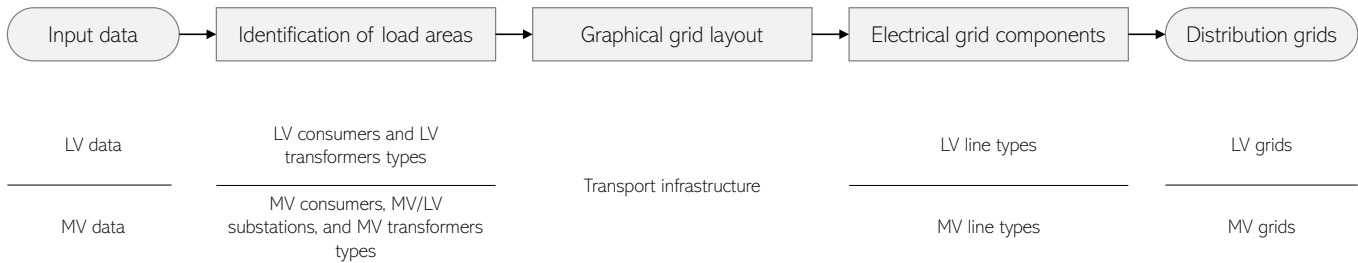 Input data
Identification of load areas
Graphical grid layout
Electrical grid components
Distribution grids
LV data
LV consumers and LV
transformers types
LV line types
LV grids
Transport infrastructure
MV data
MV consumers, MV/LV
substations, and MV transformers
types
MV line types
MV grids